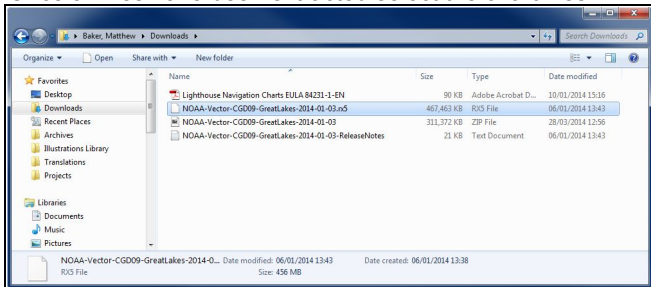 Baker, Matthew ▸ Downloads ▸
Search Downloads
Organize ▼ Open Share with ▼ New folder
Favorites
Desktop
Downloads
Recent Places
Archives
Illustrations Library
Translations
Projects
Libraries
Documents
Music
Pictures
Name Size Type Date modified
Lighthouse Navigation Charts EULA 84231-1-EN 90 KB Adobe Acrobat D... 10/01/2014 15:16
NOAA-Vector-CGD09-GreatLakes-2014-01-03.rx5 467,463 KB RX5 File 06/01/2014 13:43
NOAA-Vector-CGD09-GreatLakes-2014-01-03 311,372 KB ZIP File 28/03/2014 12:56
NOAA-Vector-CGD09-GreatLakes-2014-01-03-ReleaseNotes 21 KB Text Document 06/01/2014 13:43
NOAA-Vector-CGD09-GreatLakes-2014-0... Date modified: 06/01/2014 13:43 Date created: 06/01/2014 13:38
RX5 File Size: 456 MB